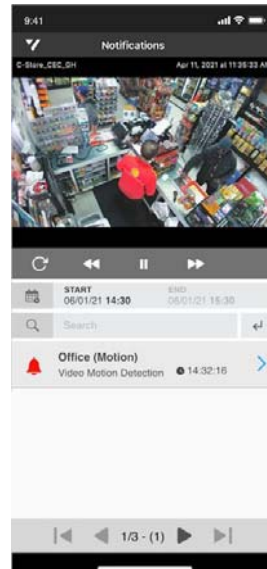 9:41
Notifications
C-Store_CEC_GH Apr 11, 2021 at 11:35:33 AM
START END
06/01/21 14:30 06/01/21 15:30
Search
Office (Motion)
Video Motion Detection 14:32:16
1/3 - (1)